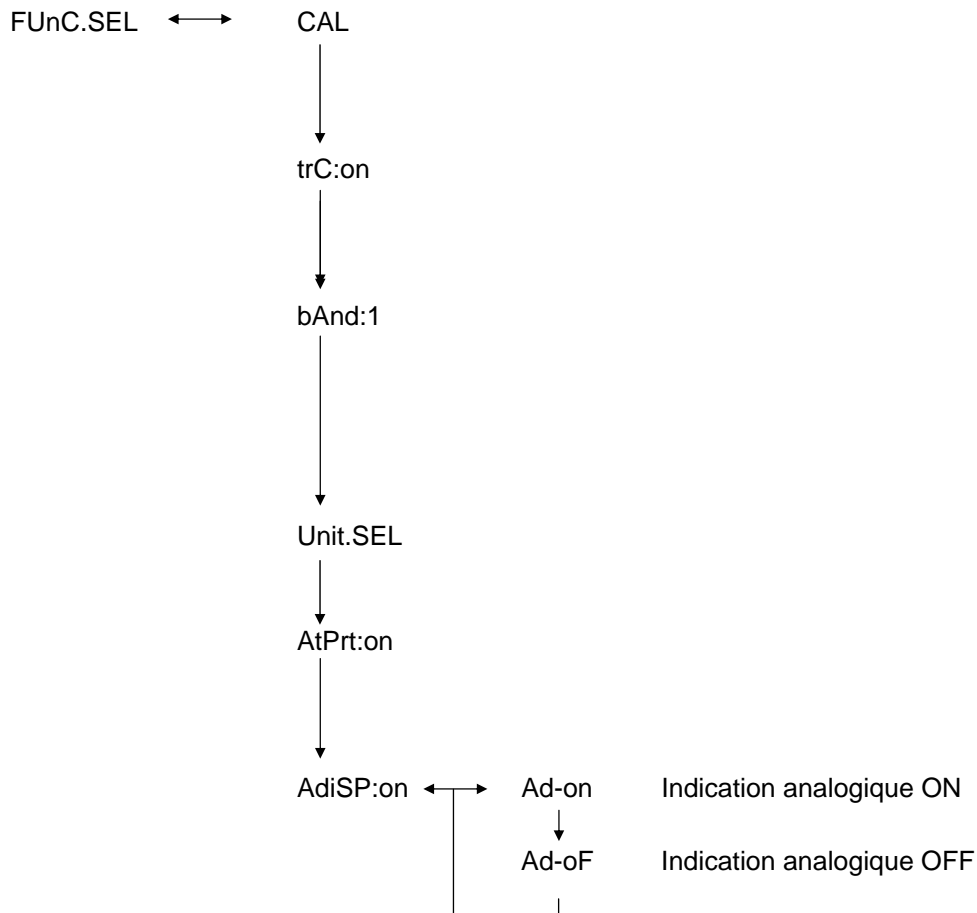 FUnC.SEL CAL
trC:on
bAnd:1
Unit.SEL
AtPrt:on
AdiSP:on Ad-on Indication analogique ON
Ad-oF Indication analogique OFF